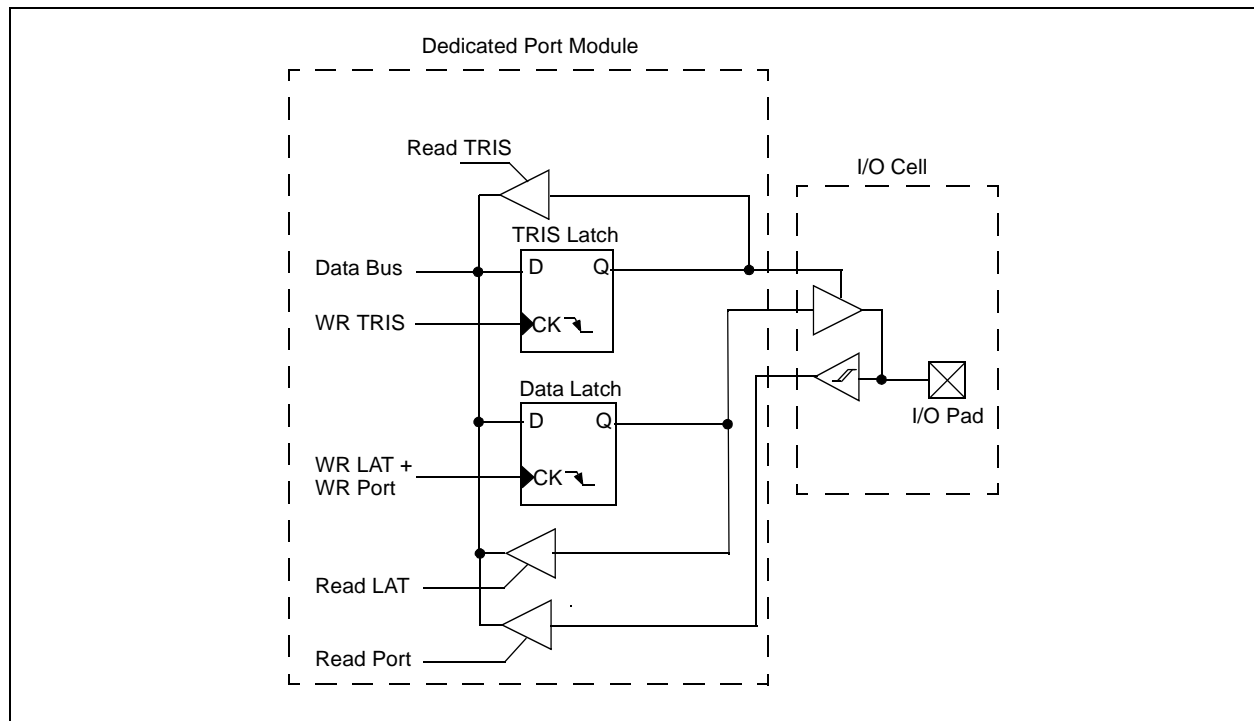 Dedicated Port Module
Read TRIS
I/O Cell
TRIS Latch
Data Bus
D
Q
WR TRIS
CK
Data Latch
I/O Pad
D
Q
WR LAT +
WR Port
CK
Read LAT
Read Port